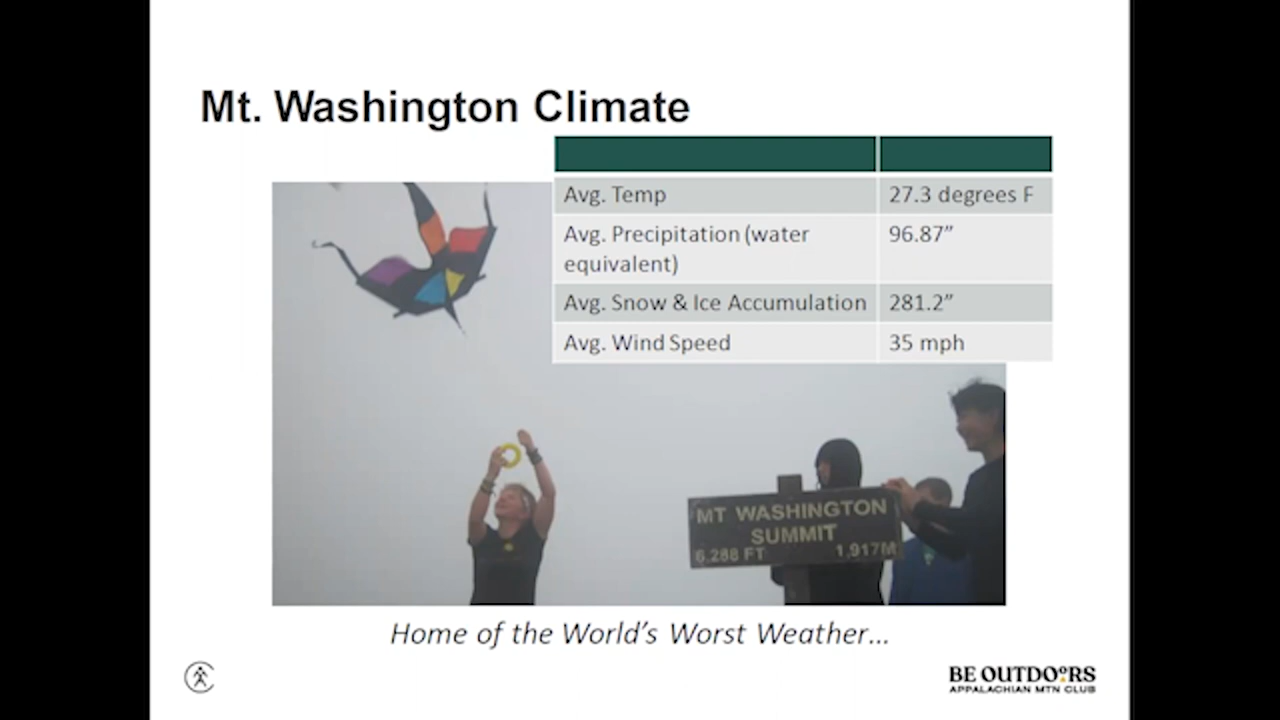 Mt. Washington Climate
Avg. Temp 27.3 degrees F
Avg. Precipitation (water 96.87”
equivalent)
Avg. Snow & Ice Accumulation 281.2”
Avg. Wind Speed 35 mph
MT WASHINGTON
SUMMIT
6,288 FT 1,917M
Home of the World’s Worst Weather…
BE OUTDOORS
APPALACHIAN MTN CLUB